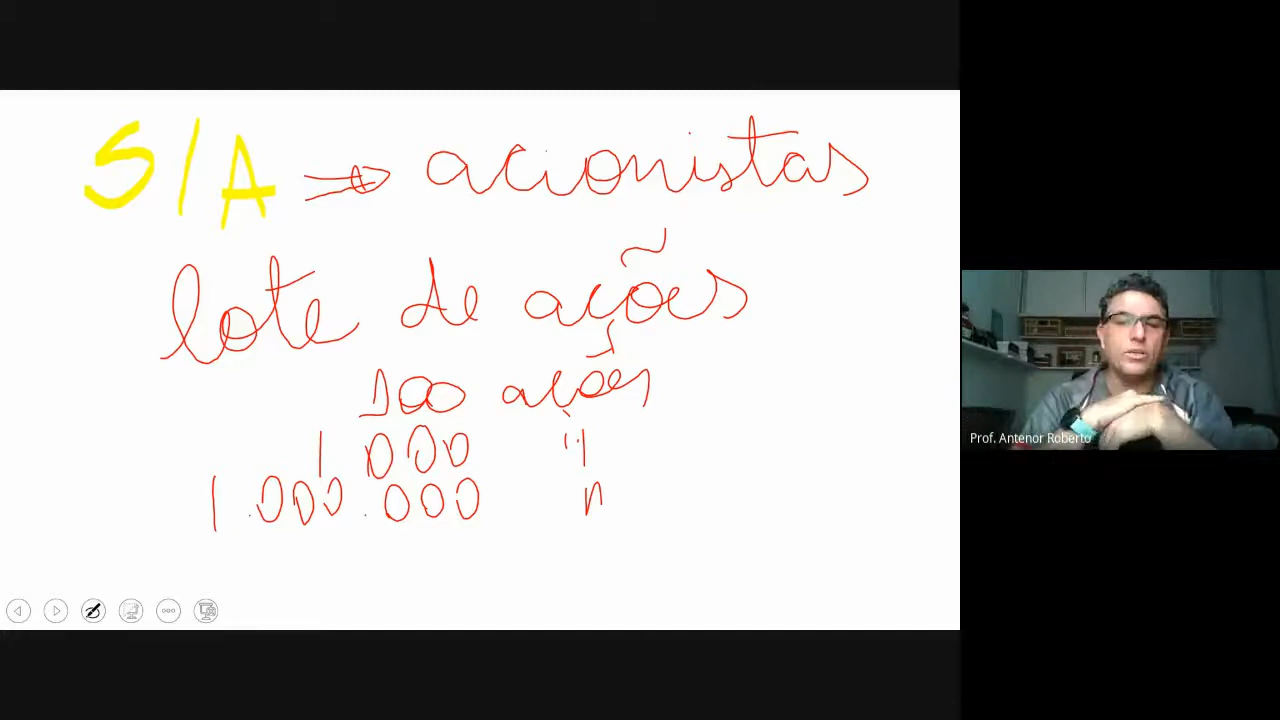 S/A => acionistas
lote de ações
100 ações
1.000 "
1.000.000 "
Prof. Antenor Roberto